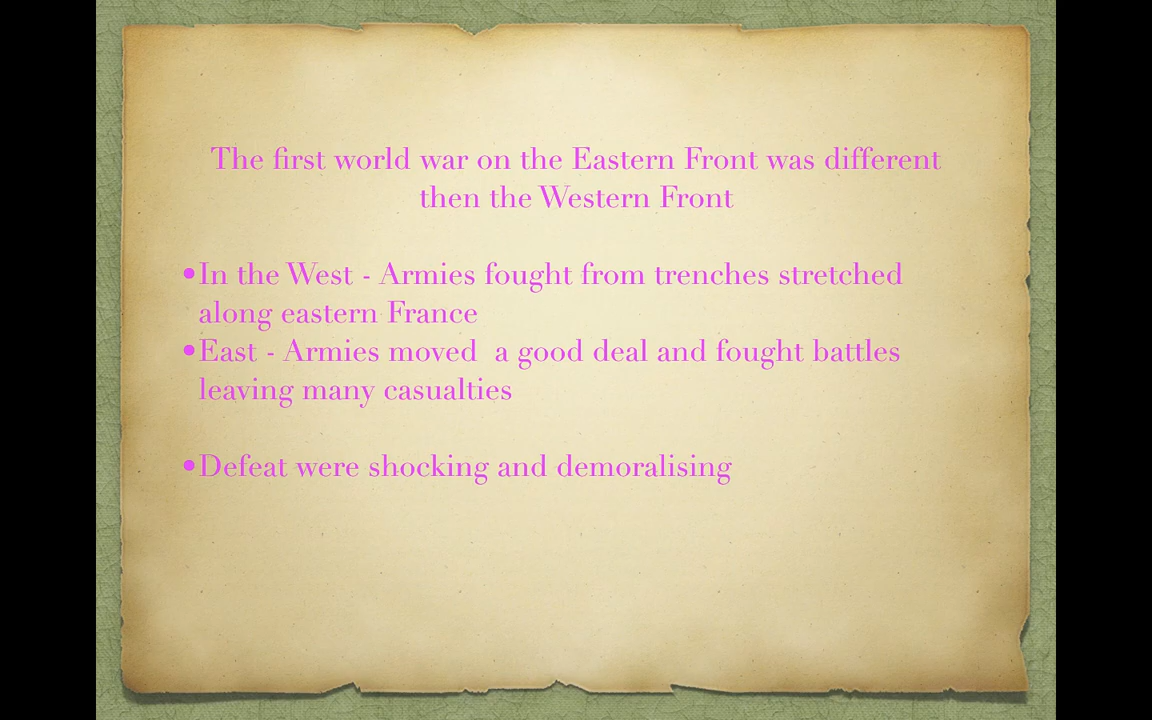 The first world war on the Eastern Front was different
then the Western Front
•In the West - Armies fought from trenches stretched
along eastern France
•East - Armies moved  a good deal and fought battles
leaving many casualties
•Defeat were shocking and demoralising